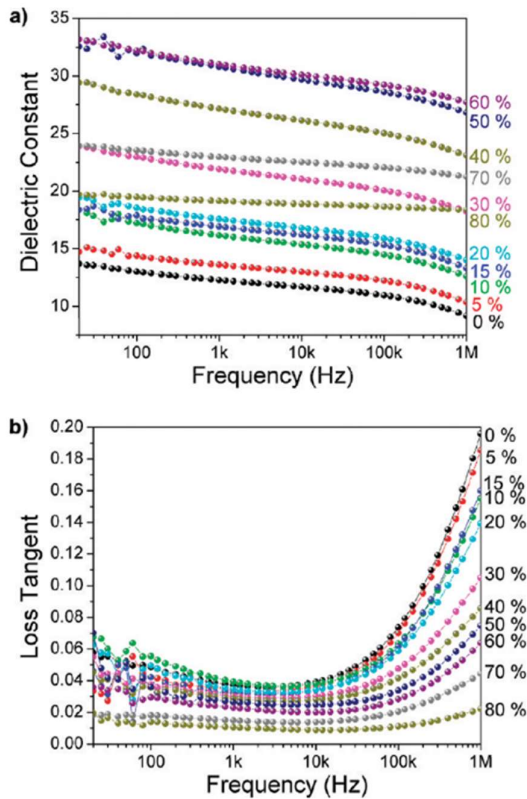 a)
35
30
25
20
15
10
Dielectric Constant
60 %
50 %
40 %
70 %
30 %
80 %
20 %
15 %
10 %
5 %
0 %
100
1k
10k
100k
1M
Frequency (Hz)
b)
0.20
0.18
0.16
0.14
0.12
0.10
0.08
0.06
0.04
0.02
0.00
Loss Tangent
0 %
5 %
15 %
10 %
20 %
30 %
40 %
50 %
60 %
70 %
80 %
100
1k
10k
100k
1M
Frequency (Hz)